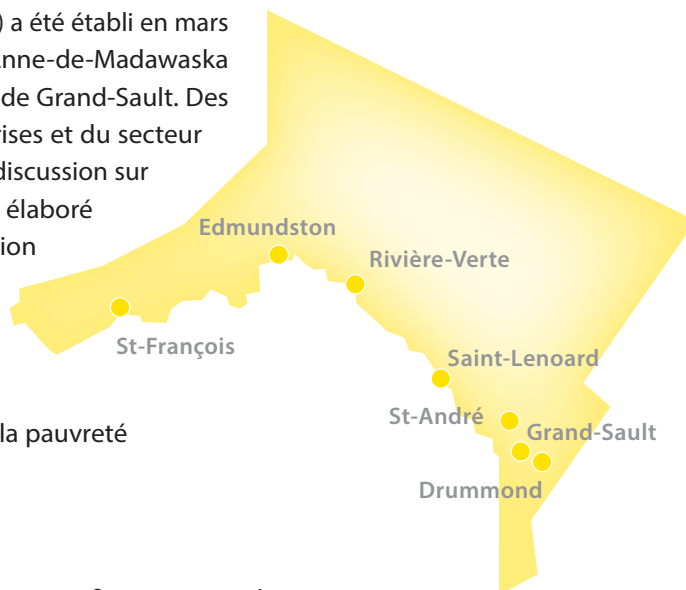 ) a été établi en mars
Anne-de-Madawaska
de Grand-Sault. Des
rises et du secteur
discussion sur
élaboré
ion
Edmundston
Rivière-Verte
St-François
Saint-Lenoard
St-André
Grand-Sault
la pauvreté
Drummond